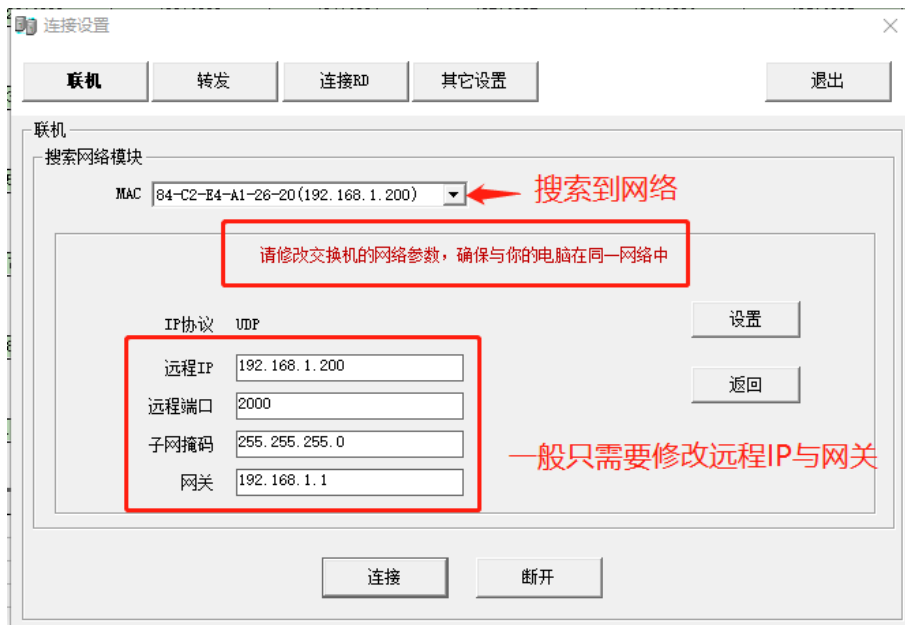 连接设置
联机 转发 连接RD 其它设置 退出
联机
搜索网络模块
MAC 84-C2-E4-A1-26-20(192.168.1.200) 搜索到网络
请修改交换机的网络参数，确保与你的电脑在同一网络中
IP协议 UDP 设置
远程IP 192.168.1.200
返回
远程端口 2000
子网掩码 255.255.255.0
一般只需要修改远程IP与网关
网关 192.168.1.1
连接 断开